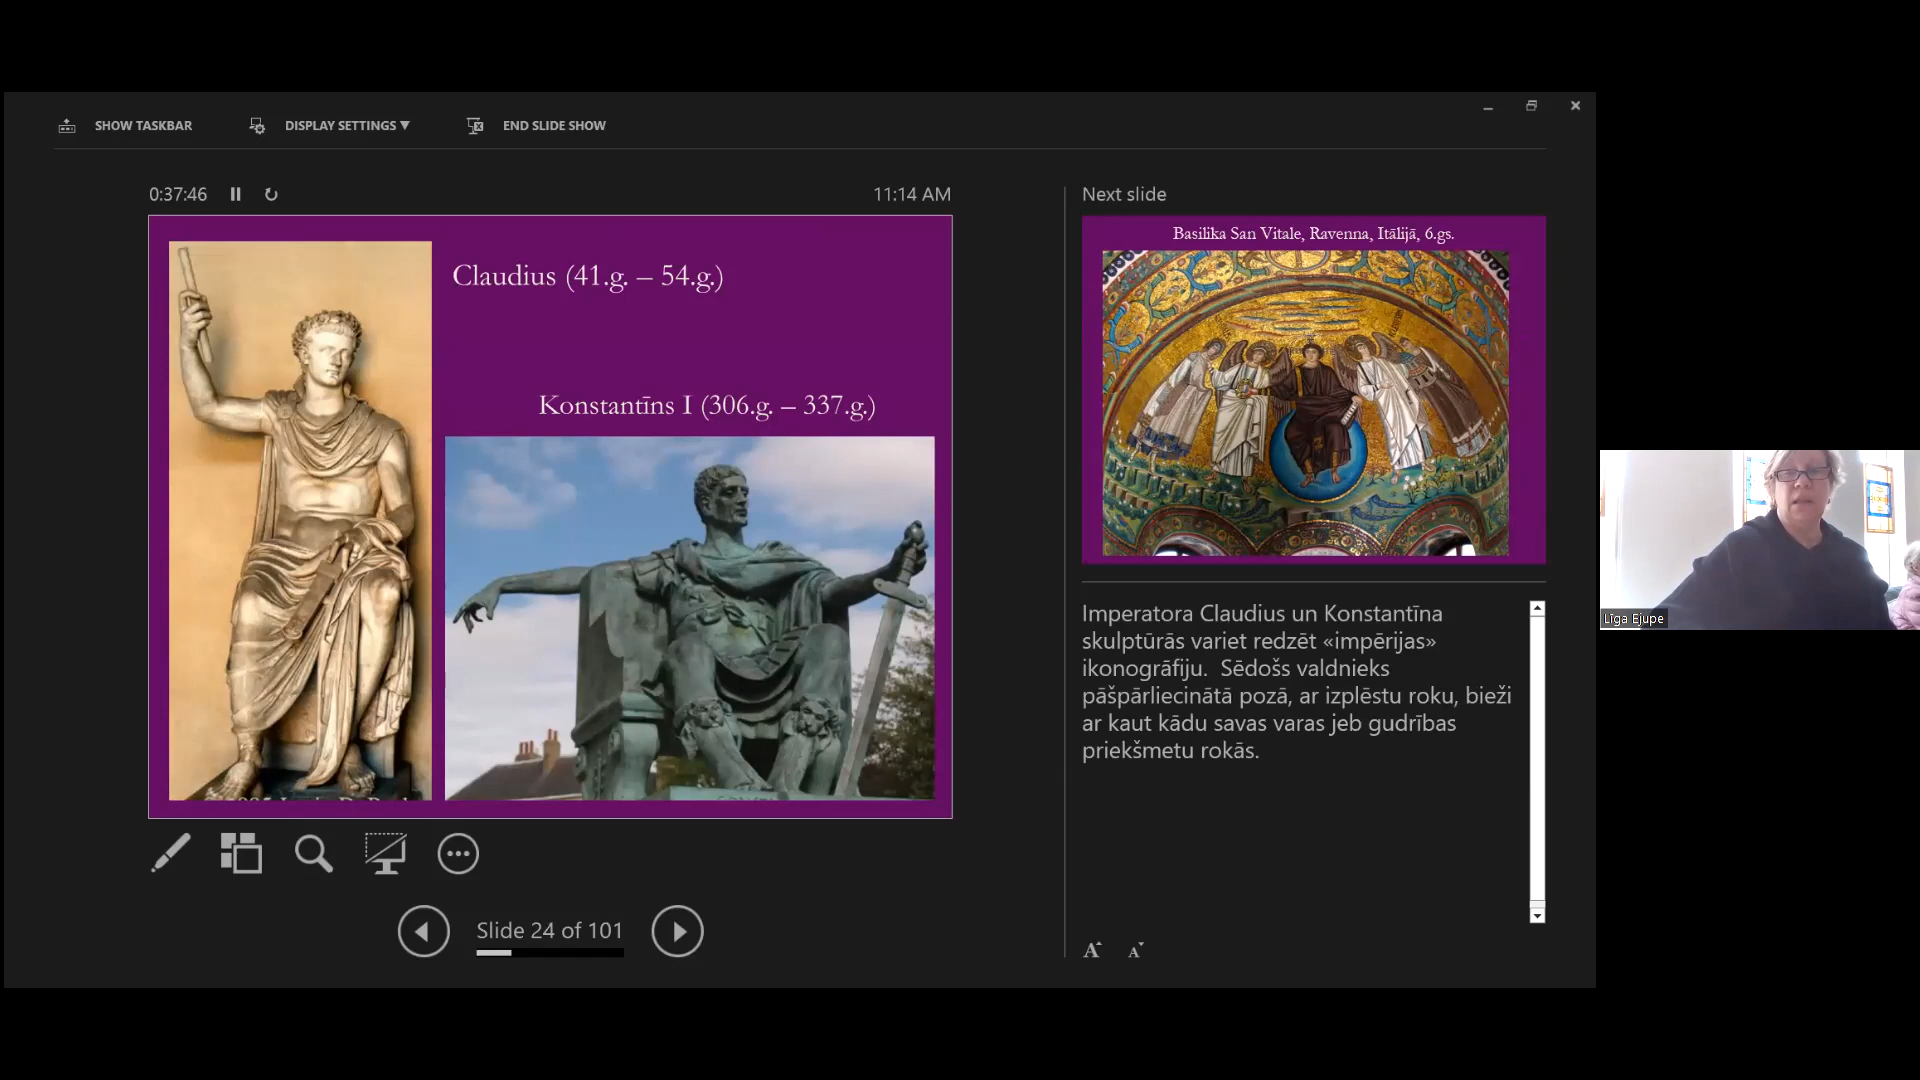 SHOW TASKBAR
DISPLAY SETTINGS ▼
END SLIDE SHOW
0:37:46
11:14 AM
Claudius (41.g. – 54.g.)
Konstantīns I (306.g. – 337.g.)
Slide 24 of 101
Next slide
Basilika San Vitale, Ravenna, Itālijā, 6.gs.
Imperatora Claudius un Konstantīna
skulptūrās variet redzēt «impērijas»
ikonogrāfiju.  Sēdošs valdnieks
pāšpārliecinātā pozā, ar izplēstu roku, bieži
ar kaut kādu savas varas jeb gudrības
priekšmetu rokās.
A A
Līga Ejupe